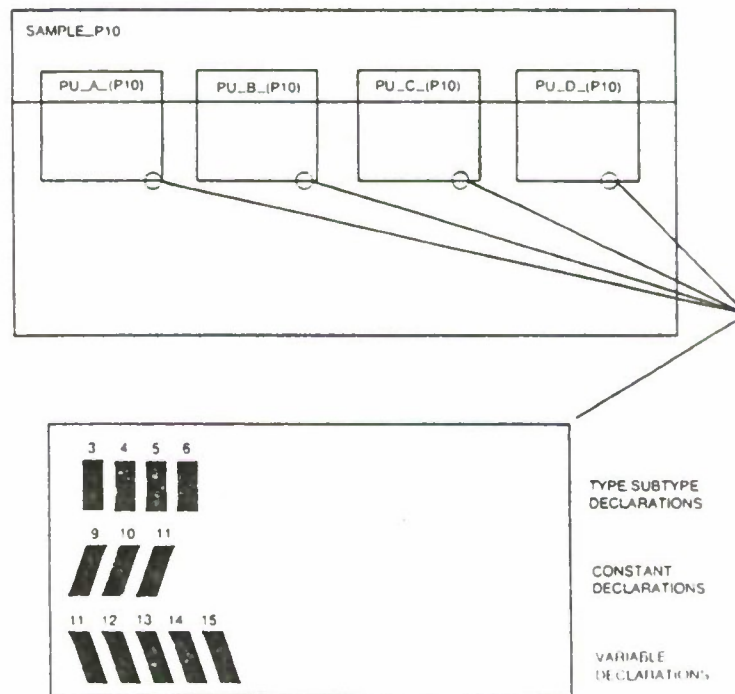 SAMPLE_P10
PU_A_(P10) PU_B_(P10) PU_C_(P10) PU_D_(P10)
3 4 5 6
TYPE SUBTYPE
DECLARATIONS
9 10 11
CONSTANT
DECLARATIONS
11 12 13 14 15
VARIABLE
DECLARATIONS